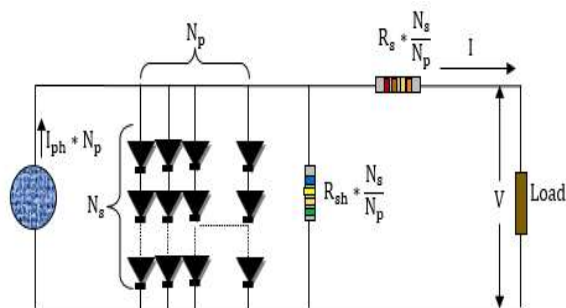 N_p
R_s * N_s/N_p
I
I_ph * N_p
N_s
R_sh * N_s/N_p
V
Load